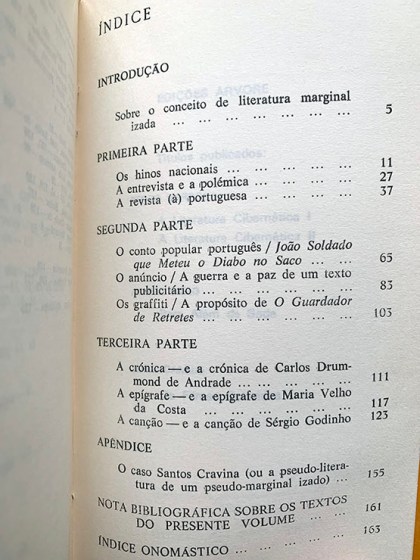 ÍNDICE
INTRODUÇÃO
Sobre o conceito de literatura marginal
izada ... ... ... ... ... ... ... ... 5
PRIMEIRA PARTE
Os hinos nacionais ... ... ... ... ... 11
A entrevista e a polémica ... ... ... ... 27
A revista (à) portuguesa ... ... ... ... 37
SEGUNDA PARTE
O conto popular português / João Soldado
que Meteu o Diabo no Saco ... ... ... 65
O anúncio / A guerra e a paz de um texto
publicitário ... ... ... ... ... ... 83
Os graffiti / A propósito de O Guardador
de Retretes ... ... ... ... ... ... 103
TERCEIRA PARTE
A crónica — e a crónica de Carlos Drum-
mond de Andrade ... ... ... ... ... 111
A epígrafe — e a epígrafe de Maria Velho
da Costa ... ... ... ... ... ... ... 117
A canção — e a canção de Sérgio Godinho 123
APÊNDICE
O caso Santos Cravina (ou a pseudo-litera-
tura de um pseudo-marginal izado) ... ... 155
NOTA BIBLIOGRÁFICA SOBRE OS TEXTOS
DO PRESENTE VOLUME ... ... ... 161
ÍNDICE ONOMÁSTICO ... ... ... ... ... 163